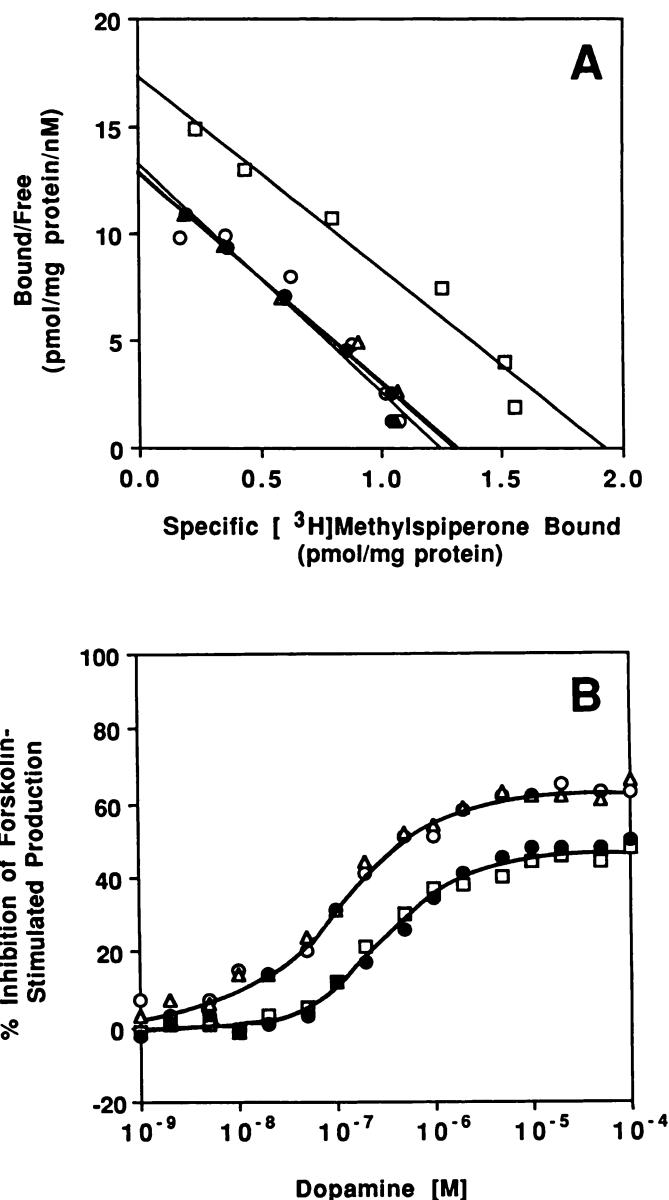 20
A
15
10
5
0
Bound/Free
(pmol/mg protein/nM)
0.0 0.5 1.0 1.5 2.0
Specific [ ³H]Methylspiperone Bound
(pmol/mg protein)
100
B
80
60
40
20
0
-20
% Inhibition of Forskolin-
Stimulated Production
10⁻⁹ 10⁻⁸ 10⁻⁷ 10⁻⁶ 10⁻⁵ 10⁻⁴
Dopamine [M]